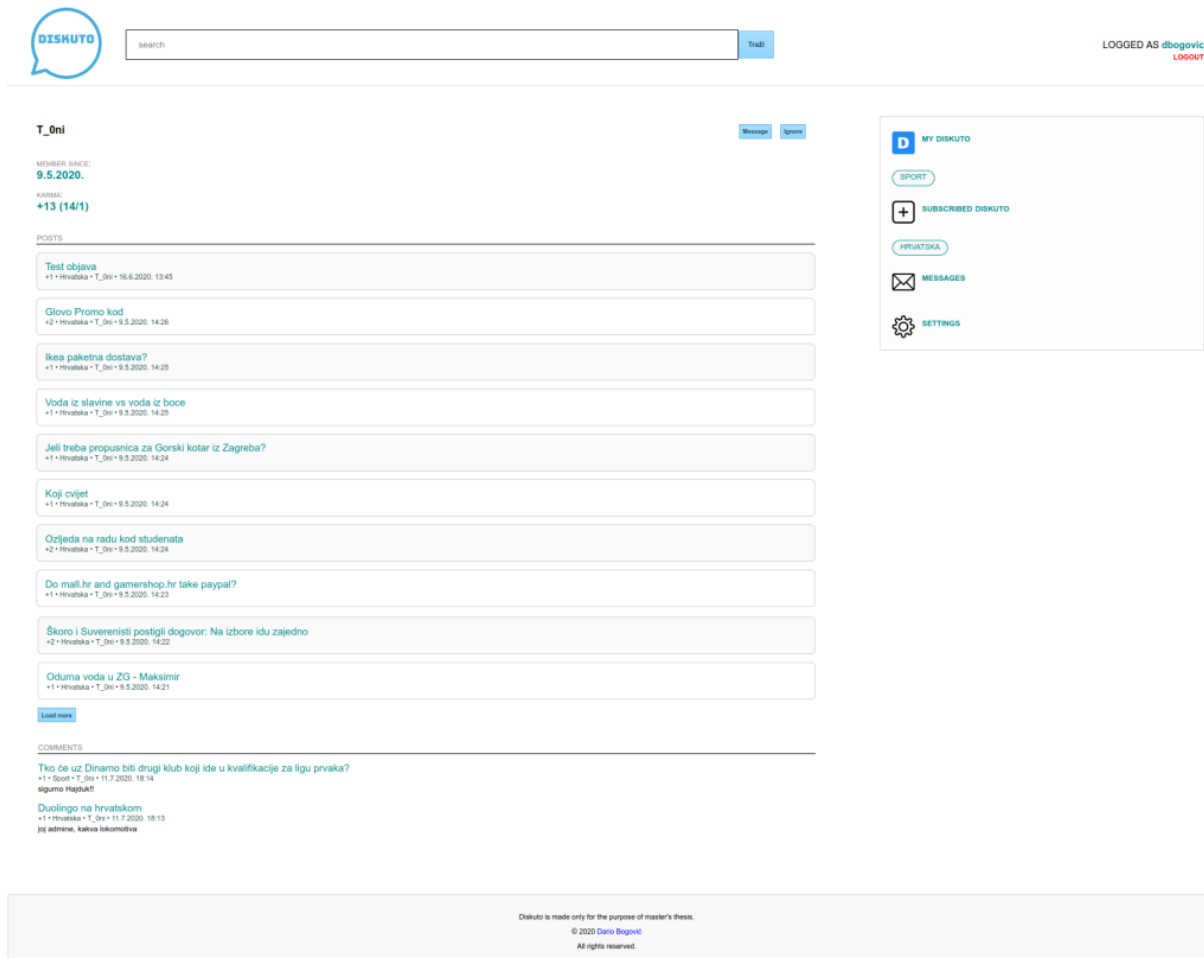 DISKUTO
search
Traži
LOGGED AS dbogovic
LOGOUT
T_0ni
Message Ignore
MEMBER SINCE:
9.5.2020.
KARMA:
+13 (14/1)
POSTS
Test objava
+1 • Hrvatska • T_0ni • 16.6.2020. 13:45
Glovo Promo kod
+2 • Hrvatska • T_0ni • 9.5.2020. 14:26
Ikea paketna dostava?
+1 • Hrvatska • T_0ni • 9.5.2020. 14:25
Voda iz slavine vs voda iz boce
+1 • Hrvatska • T_0ni • 9.5.2020. 14:25
Jeli treba propusnica za Gorski kotar iz Zagreba?
+1 • Hrvatska • T_0ni • 9.5.2020. 14:24
Koji cvijet
+1 • Hrvatska • T_0ni • 9.5.2020. 14:24
Ozljeda na radu kod studenata
+2 • Hrvatska • T_0ni • 9.5.2020. 14:24
Do mall.hr and gamershop.hr take paypal?
+1 • Hrvatska • T_0ni • 9.5.2020. 14:23
Škoro i Suverenisti postigli dogovor: Na izbore idu zajedno
+2 • Hrvatska • T_0ni • 9.5.2020. 14:22
Odurna voda u ZG - Maksimir
+1 • Hrvatska • T_0ni • 9.5.2020. 14:21
Load more
COMMENTS
Tko će uz Dinamo biti drugi klub koji ide u kvalifikacije za ligu prvaka?
+1 • Sport • T_0ni • 11.7.2020. 18:14
sigurno Hajduk!!
Duolingo na hrvatskom
+1 • Hrvatska • T_0ni • 11.7.2020. 18:13
joj admine, kakva lokomotiva
D MY DISKUTO
SPORT
SUBSCRIBED DISKUTO
HRVATSKA
MESSAGES
SETTINGS
Diskuto is made only for the purpose of master's thesis.
© 2020 Dario Bogović
All rights reserved.